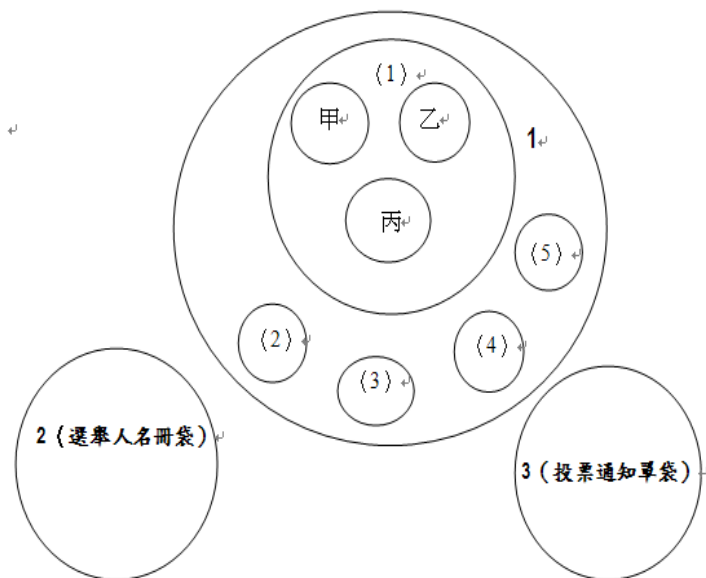 (1)
甲
乙
1
丙
(5)
(2)
(4)
(3)
2（選舉人名冊袋）
3（投票通知單袋）